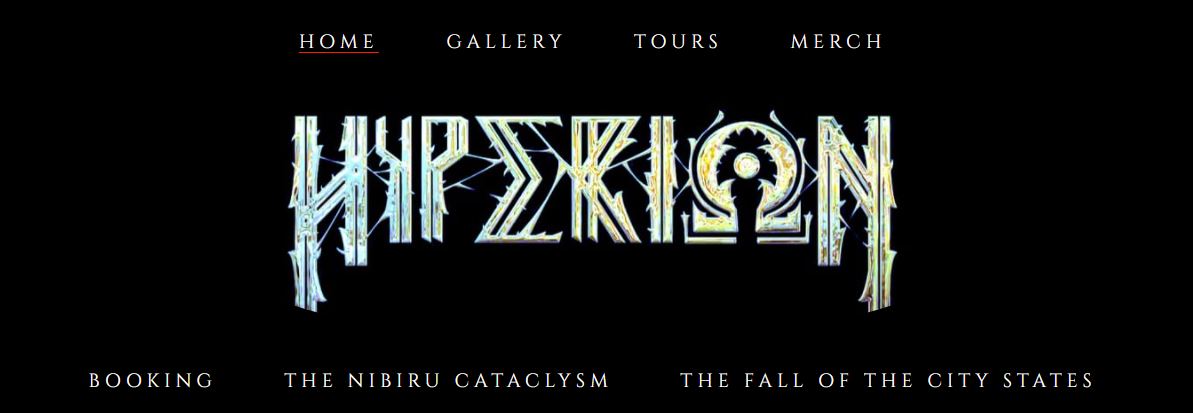 HOME GALLERY TOURS MERCH
HYPERION
BOOKING THE NIBIRU CATACLYSM THE FALL OF THE CITY STATES